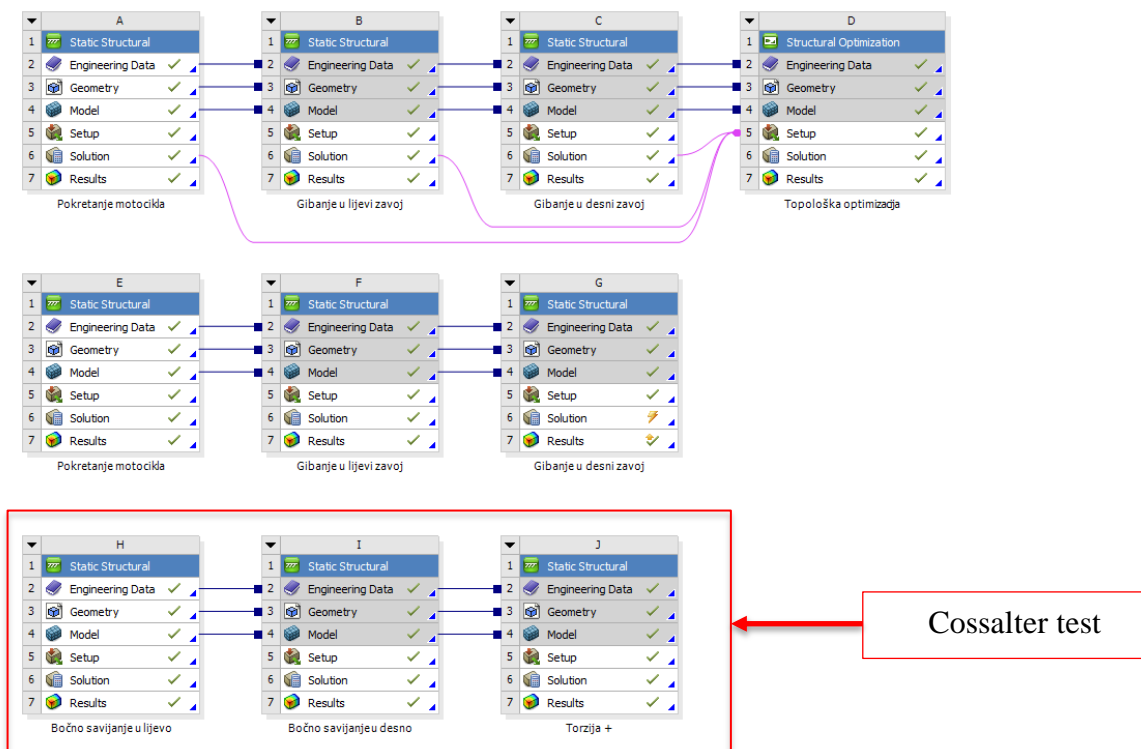 A
1 Static Structural
2 Engineering Data
3 Geometry
4 Model
5 Setup
6 Solution
7 Results
Pokretanje motocikla
B
1 Static Structural
2 Engineering Data
3 Geometry
4 Model
5 Setup
6 Solution
7 Results
Gibanje u lijevi zavoj
C
1 Static Structural
2 Engineering Data
3 Geometry
4 Model
5 Setup
6 Solution
7 Results
Gibanje u desni zavoj
D
1 Structural Optimization
2 Engineering Data
3 Geometry
4 Model
5 Setup
6 Solution
7 Results
Topološka optimizacija
E
1 Static Structural
2 Engineering Data
3 Geometry
4 Model
5 Setup
6 Solution
7 Results
Pokretanje motocikla
F
1 Static Structural
2 Engineering Data
3 Geometry
4 Model
5 Setup
6 Solution
7 Results
Gibanje u lijevi zavoj
G
1 Static Structural
2 Engineering Data
3 Geometry
4 Model
5 Setup
6 Solution
7 Results
Gibanje u desni zavoj
H
1 Static Structural
2 Engineering Data
3 Geometry
4 Model
5 Setup
6 Solution
7 Results
Bočno savijanje u lijevo
I
1 Static Structural
2 Engineering Data
3 Geometry
4 Model
5 Setup
6 Solution
7 Results
Bočno savijanje u desno
J
1 Static Structural
2 Engineering Data
3 Geometry
4 Model
5 Setup
6 Solution
7 Results
Torzija +
Cossalter test